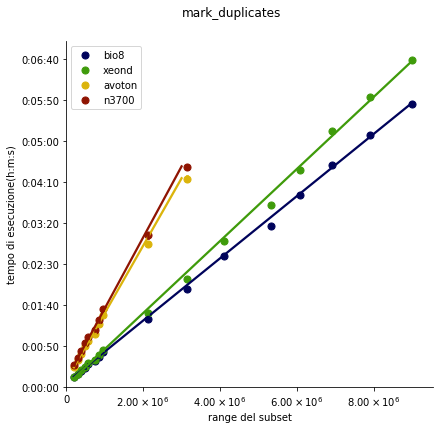 mark_duplicates
bio8
xeond
avoton
n3700
tempo di esecuzione(h:m:s)
0:06:40
0:05:50
0:05:00
0:04:10
0:03:20
0:02:30
0:01:40
0:00:50
0:00:00
0
2.00 × 10⁶
4.00 × 10⁶
6.00 × 10⁶
8.00 × 10⁶
range del subset